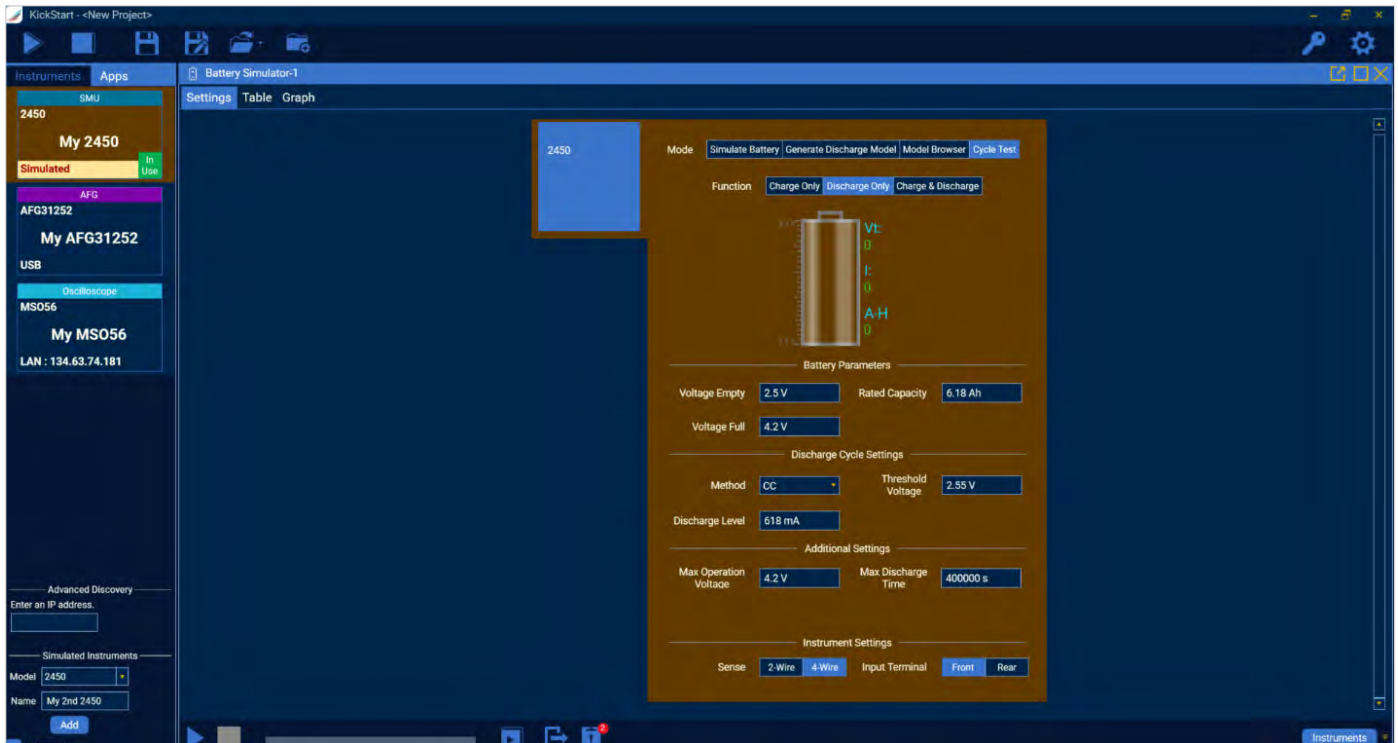 KickStart - <New Project>
Instruments Apps
Battery Simulator-1
Settings Table Graph
SMU
2450
My 2450
Simulated
In
Use
AFG
AFG31252
My AFG31252
USB
Oscilloscope
MSO56
My MSO56
LAN : 134.63.74.181
Advanced Discovery
Enter an IP address.
Simulated Instruments
Model 2450
Name My 2nd 2450
Add
2450
Mode Simulate Battery Generate Discharge Model Model Browser Cycle Test
Function Charge Only Discharge Only Charge & Discharge
Vt:
0
I:
0
A-H
0
Battery Parameters
Voltage Empty 2.5 V Rated Capacity 6.18 Ah
Voltage Full 4.2 V
Discharge Cycle Settings
Method CC Threshold Voltage 2.55 V
Discharge Level 618 mA
Additional Settings
Max Operation Voltage 4.2 V Max Discharge Time 400000 s
Instrument Settings
Sense 2-Wire 4-Wire Input Terminal Front Rear
2
Instruments